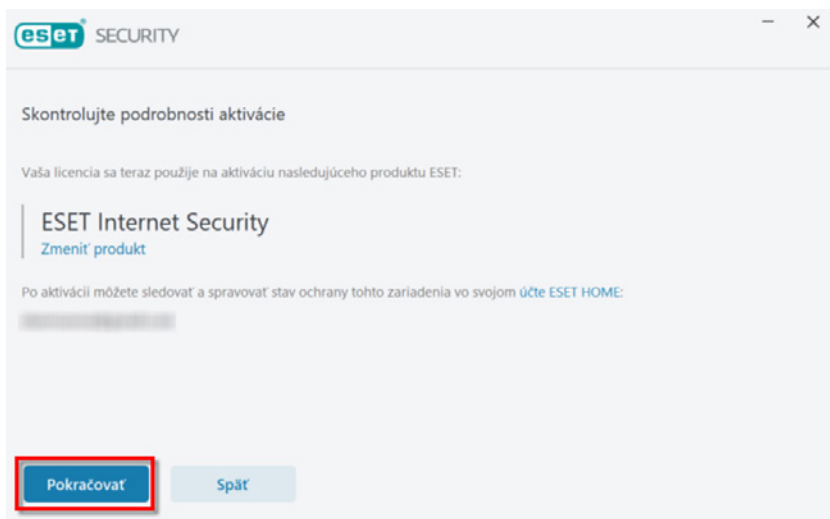 eset SECURITY
Skontrolujte podrobnosti aktivácie
Vaša licencia sa teraz použije na aktiváciu nasledujúceho produktu ESET:
ESET Internet Security
Zmeniť produkt
Po aktivácii môžete sledovať a spravovať stav ochrany tohto zariadenia vo svojom účte ESET HOME:
Pokračovať Späť